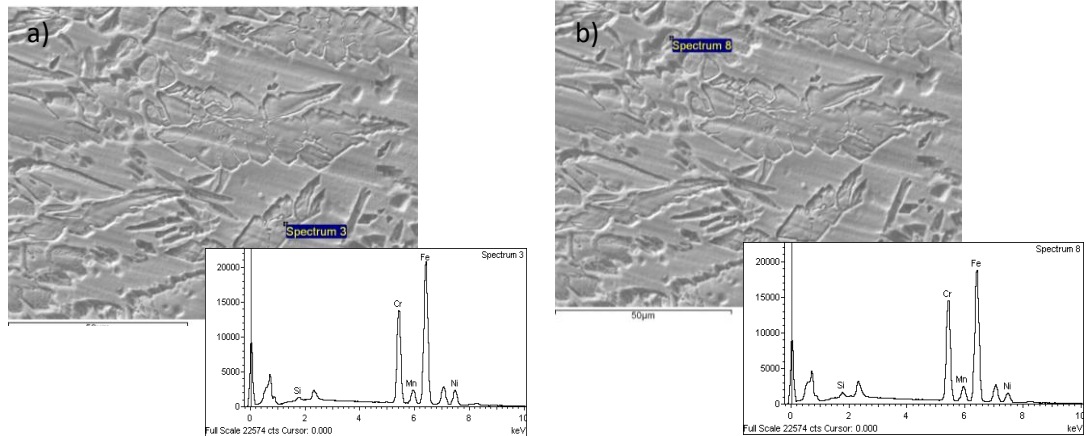 a)
Spectrum 3
Spectrum 3
20000
15000
10000
5000
0
Fe
Cr
Mn
Ni
Si
0 2 4 6 8 10
Full Scale 22574 cts Cursor: 0.000 keV
b)
Spectrum 8
50µm
Spectrum 8
20000
15000
10000
5000
0
Fe
Cr
Mn
Ni
Si
0 2 4 6 8 10
Full Scale 22574 cts Cursor: 0.000 keV